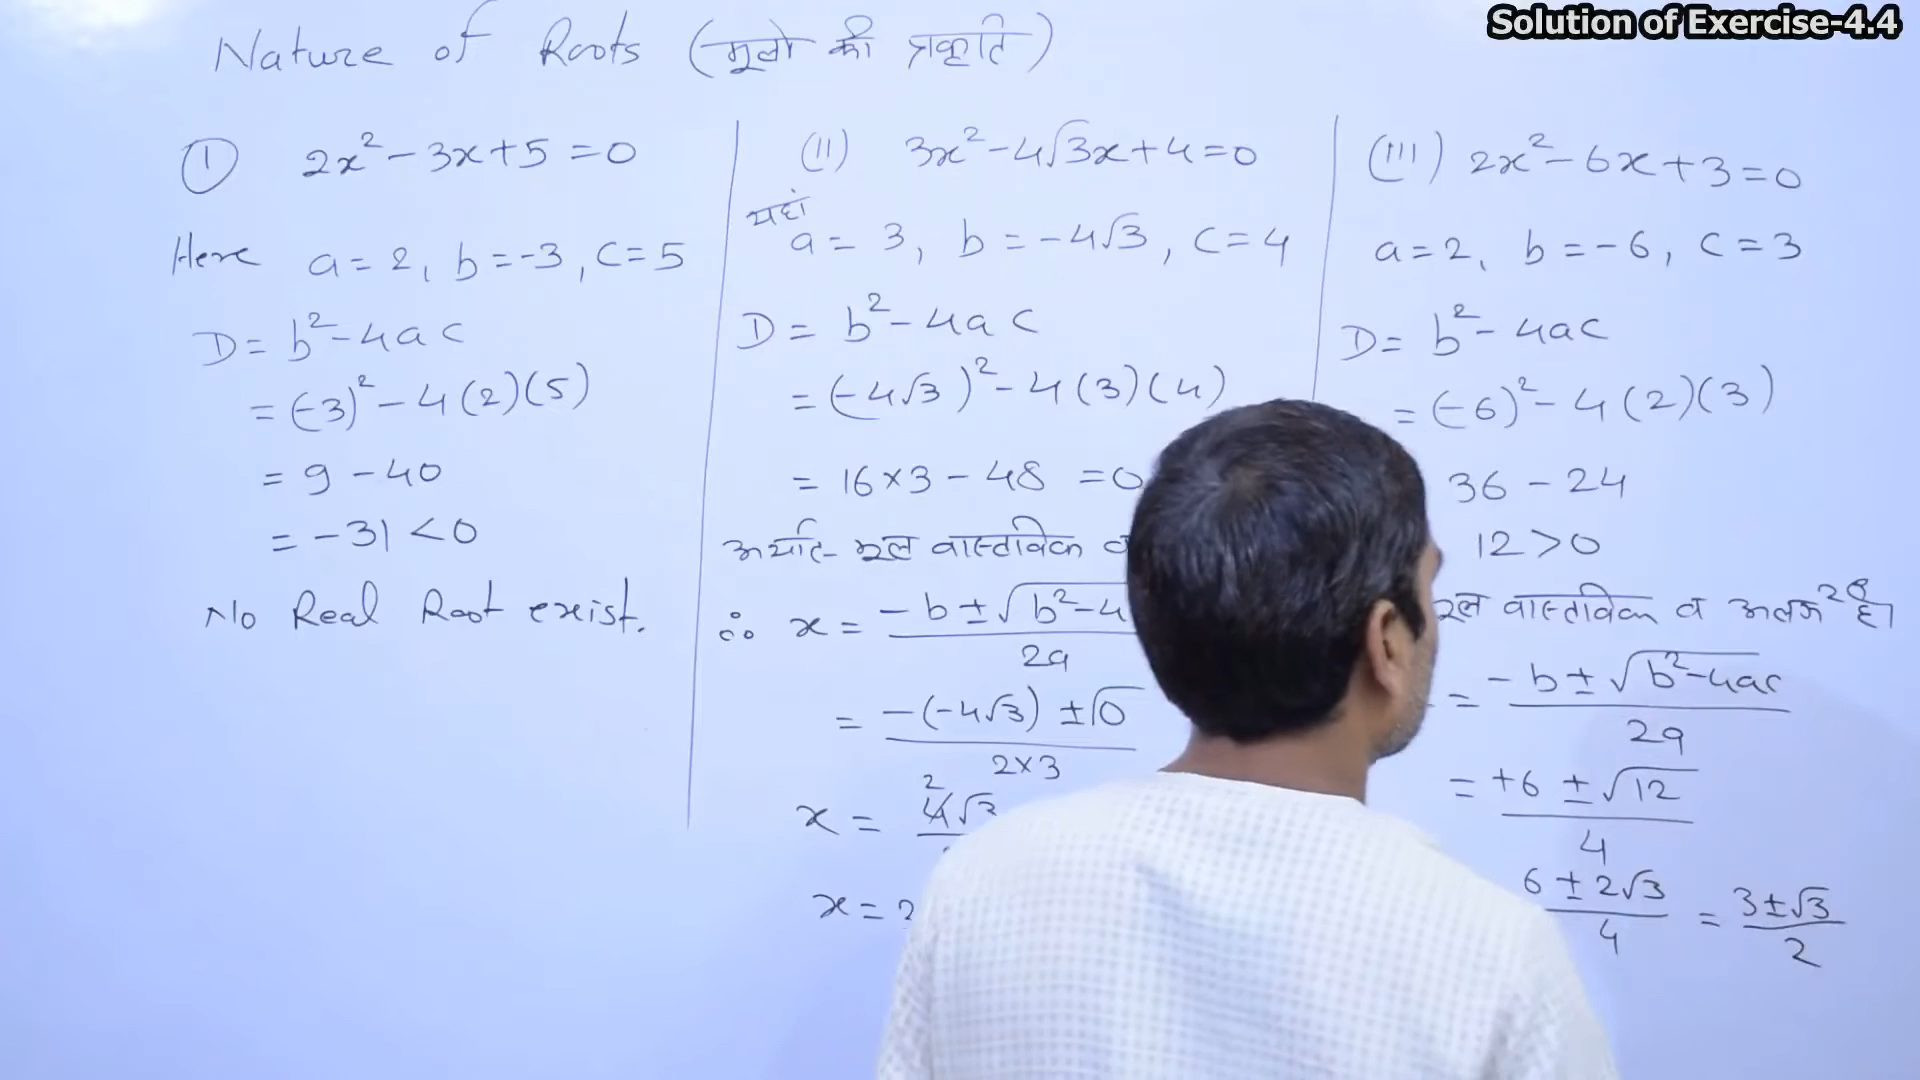 Solution of Exercise-4.4
Nature of Roots (मूलो की प्रकृति)
① 2x² - 3x + 5 = 0
Here a = 2, b = -3, c = 5
D = b² - 4ac
= (-3)² - 4(2)(5)
= 9 - 40
= -31 < 0
No Real Root exist.
(II) 3x² - 4√3x + 4 = 0
यहां
a = 3, b = -4√3, c = 4
D = b² - 4ac
= (-4√3)² - 4(3)(4)
= 16×3 - 48 = 0
अर्थात- मूल वास्तविक
∴ x = (-b ± √b² - 4 / 2a
= -(-4√3) ± √0 / 2×3
x = 4√3
x = 2
(III) 2x² - 6x + 3 = 0
a = 2, b = -6, c = 3
D = b² - 4ac
= (-6)² - 4(2)(3)
36 - 24
12 > 0
मूल वास्तविक व अलग २ है।
= -b ± √b² - 4ac / 2a
= +6 ± √12 / 4
6 ± 2√3 / 4 = 3 ± √3 / 2